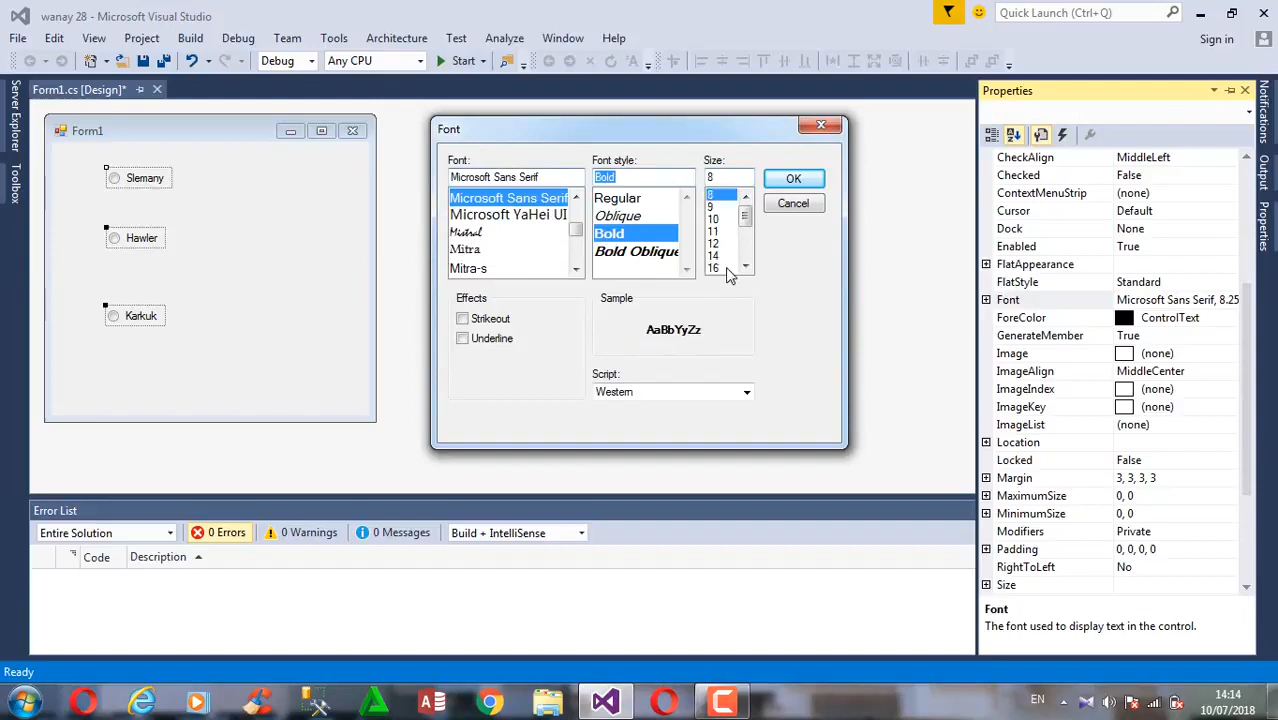 wanay 28 - Microsoft Visual Studio
Quick Launch (Ctrl+Q)
File Edit View Project Build Debug Team Tools Architecture Test Analyze Window Help
Sign in
Debug Any CPU Start
Form1.cs [Design]*
Properties
Server Explorer
Toolbox
Notifications
Output
Properties
Form1
Slemany
Hawler
Karkuk
Font
Font: Font style: Size:
Microsoft Sans Serif Bold 8
OK
Cancel
Microsoft Sans Serif
Microsoft YaHei UI
Mistral
Mitra
Mitra-s
Regular
Oblique
Bold
Bold Oblique
8
9
10
11
12
14
16
Effects
Strikeout
Underline
Sample
AaBbYyZz
Script:
Western
CheckAlign MiddleLeft
Checked False
ContextMenuStrip (none)
Cursor Default
Dock None
Enabled True
FlatAppearance
FlatStyle Standard
Font Microsoft Sans Serif, 8.25
ForeColor ControlText
GenerateMember True
Image (none)
ImageAlign MiddleCenter
ImageIndex (none)
ImageKey (none)
ImageList (none)
Location
Locked False
Margin 3, 3, 3, 3
MaximumSize 0, 0
MinimumSize 0, 0
Modifiers Private
Padding 0, 0, 0, 0
RightToLeft No
Size
Font
The font used to display text in the control.
Error List
Entire Solution 0 Errors 0 Warnings 0 Messages Build + IntelliSense
Code Description
Ready
EN
14:14
10/07/2018